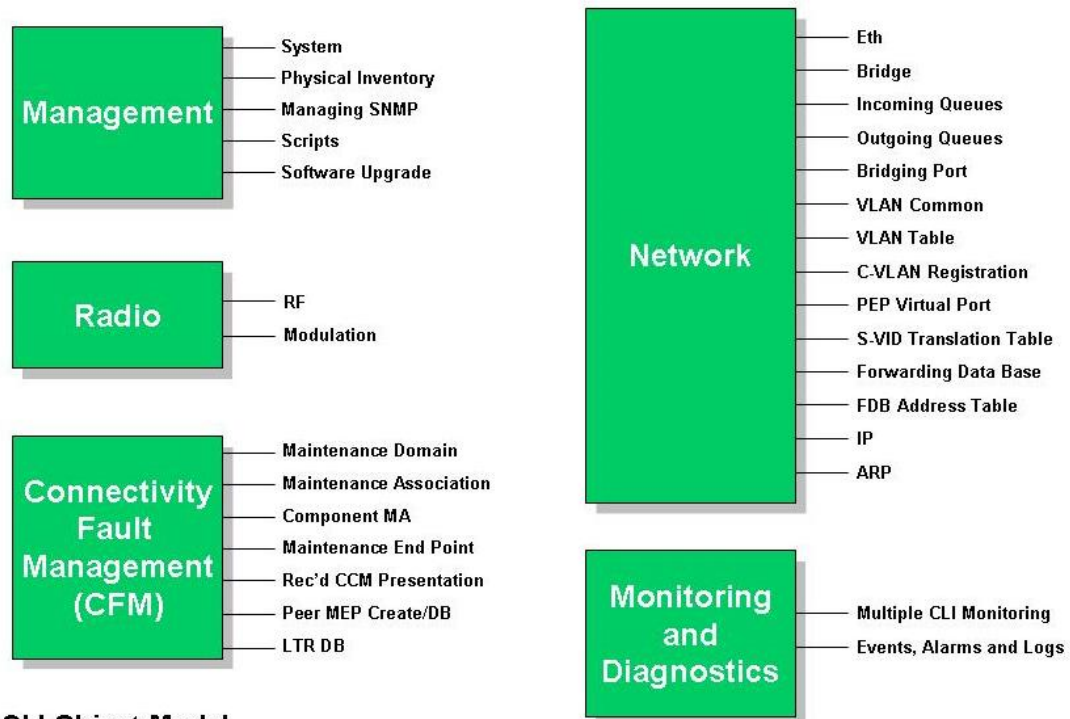 Management
System
Physical Inventory
Managing SNMP
Scripts
Software Upgrade
Radio
RF
Modulation
Connectivity
Fault
Management
(CFM)
Maintenance Domain
Maintenance Association
Component MA
Maintenance End Point
Rec'd CCM Presentation
Peer MEP Create/DB
LTR DB
Network
Eth
Bridge
Incoming Queues
Outgoing Queues
Bridging Port
VLAN Common
VLAN Table
C-VLAN Registration
PEP Virtual Port
S-VID Translation Table
Forwarding Data Base
FDB Address Table
IP
ARP
Monitoring
and
Diagnostics
Multiple CLI Monitoring
Events, Alarms and Logs
CLI Object Model